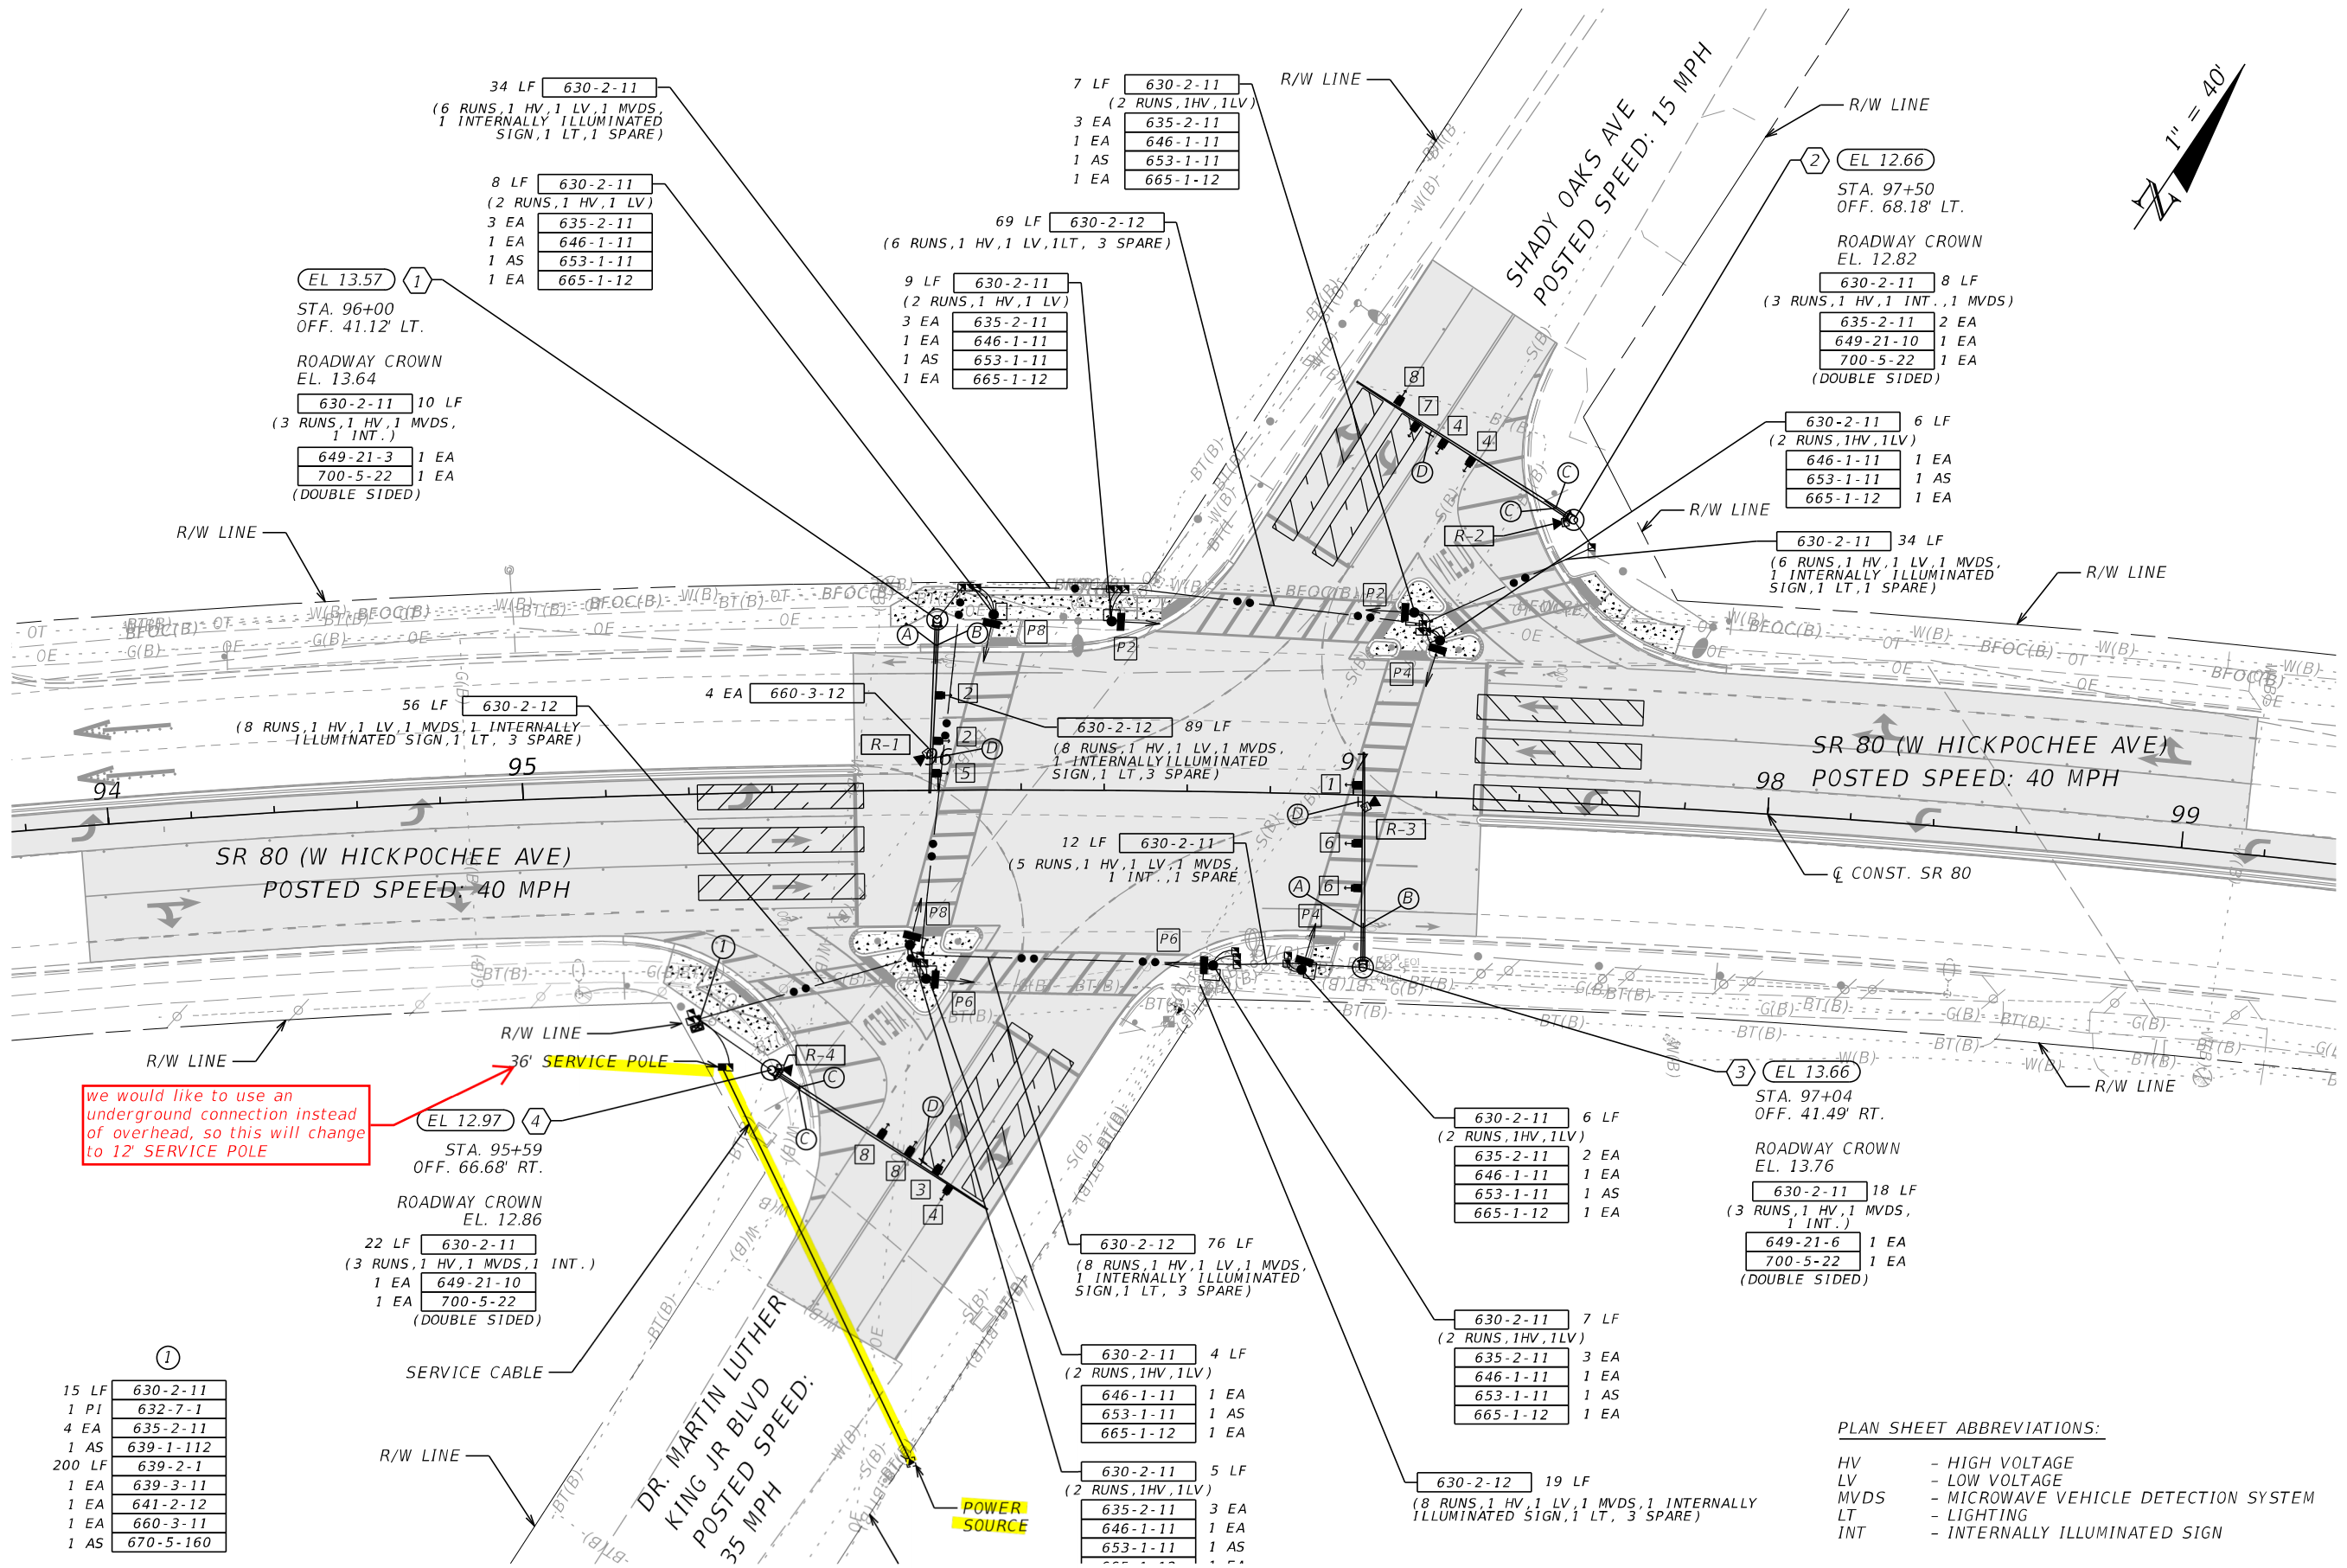 34 LF 630-2-11
(6 RUNS,1 HV,1 LV,1 MVDS,
1 INTERNALLY ILLUMINATED
SIGN,1 LT,1 SPARE)
8 LF 630-2-11
(2 RUNS,1 HV,1 LV)
3 EA 635-2-11
1 EA 646-1-11
1 AS 653-1-11
1 EA 665-1-12
EL 13.57 1
STA. 96+00
OFF. 41.12' LT.
ROADWAY CROWN
EL. 13.64
630-2-11 10 LF
(3 RUNS,1 HV,1 MVDS,
1 INT.)
649-21-3 1 EA
700-5-22 1 EA
(DOUBLE SIDED)
R/W LINE
7 LF 630-2-11
(2 RUNS,1HV,1LV)
3 EA 635-2-11
1 EA 646-1-11
1 AS 653-1-11
1 EA 665-1-12
69 LF 630-2-12
(6 RUNS,1 HV,1 LV,1LT, 3 SPARE)
9 LF 630-2-11
(2 RUNS,1 HV,1 LV)
3 EA 635-2-11
1 EA 646-1-11
1 AS 653-1-11
1 EA 665-1-12
R/W LINE
SHADY OAKS AVE
POSTED SPEED: 15 MPH
R/W LINE
1" = 40'
N
2 EL 12.66
STA. 97+50
OFF. 68.18' LT.
ROADWAY CROWN
EL. 12.82
630-2-11 8 LF
(3 RUNS,1 HV,1 INT.,1 MVDS)
635-2-11 2 EA
649-21-10 1 EA
700-5-22 1 EA
(DOUBLE SIDED)
630-2-11 6 LF
(2 RUNS,1HV,1LV)
646-1-11 1 EA
653-1-11 1 AS
665-1-12 1 EA
R/W LINE
630-2-11 34 LF
(6 RUNS,1 HV,1 LV,1 MVDS,
1 INTERNALLY ILLUMINATED
SIGN,1 LT,1 SPARE)
R/W LINE
8
7
4
4
D
C
C
R-2
A
B
P8
P2
P2
P4
56 LF 630-2-12
(8 RUNS,1 HV,1 LV,1 MVDS,1 INTERNALLY
ILLUMINATED SIGN,1 LT, 3 SPARE)
4 EA 660-3-12
630-2-12 89 LF
(8 RUNS,1 HV,1 LV,1 MVDS,
1 INTERNALLY ILLUMINATED
SIGN,1 LT,3 SPARE)
2
R-1
2
D
5
94
95
96
97
98
99
SR 80 (W HICKPOCHEE AVE)
POSTED SPEED: 40 MPH
SR 80 (W HICKPOCHEE AVE)
POSTED SPEED: 40 MPH
1
D
R-3
6
6
A
B
12 LF 630-2-11
(5 RUNS,1 HV,1 LV,1 MVDS,
1 INT.,1 SPARE
℄ CONST. SR 80
P8
P6
P6
P4
1
R/W LINE
R/W LINE
36' SERVICE POLE
R-4
C
C
D
8
8
3
4
we would like to use an
underground connection instead
of overhead, so this will change
to 12' SERVICE POLE
EL 12.97 4
STA. 95+59
OFF. 66.68' RT.
ROADWAY CROWN
EL. 12.86
22 LF 630-2-11
(3 RUNS,1 HV,1 MVDS,1 INT.)
1 EA 649-21-10
1 EA 700-5-22
(DOUBLE SIDED)
SERVICE CABLE
R/W LINE
1
15 LF 630-2-11
1 PI 632-7-1
4 EA 635-2-11
1 AS 639-1-112
200 LF 639-2-1
1 EA 639-3-11
1 EA 641-2-12
1 EA 660-3-11
1 AS 670-5-160
DR. MARTIN LUTHER
KING JR BLVD
POSTED SPEED:
35 MPH
POWER
SOURCE
630-2-12 76 LF
(8 RUNS,1 HV,1 LV,1 MVDS,
1 INTERNALLY ILLUMINATED
SIGN,1 LT, 3 SPARE)
630-2-11 4 LF
(2 RUNS,1HV,1LV)
646-1-11 1 EA
653-1-11 1 AS
665-1-12 1 EA
630-2-11 5 LF
(2 RUNS,1HV,1LV)
635-2-11 3 EA
646-1-11 1 EA
653-1-11 1 AS
630-2-11 6 LF
(2 RUNS,1HV,1LV)
635-2-11 2 EA
646-1-11 1 EA
653-1-11 1 AS
665-1-12 1 EA
630-2-11 7 LF
(2 RUNS,1HV,1LV)
635-2-11 3 EA
646-1-11 1 EA
653-1-11 1 AS
665-1-12 1 EA
630-2-12 19 LF
(8 RUNS,1 HV,1 LV,1 MVDS,1 INTERNALLY
ILLUMINATED SIGN,1 LT, 3 SPARE)
3 EL 13.66
STA. 97+04
OFF. 41.49' RT.
ROADWAY CROWN
EL. 13.76
630-2-11 18 LF
(3 RUNS,1 HV,1 MVDS,
1 INT.)
649-21-6 1 EA
700-5-22 1 EA
(DOUBLE SIDED)
R/W LINE
PLAN SHEET ABBREVIATIONS:
HV - HIGH VOLTAGE
LV - LOW VOLTAGE
MVDS - MICROWAVE VEHICLE DETECTION SYSTEM
LT - LIGHTING
INT - INTERNALLY ILLUMINATED SIGN